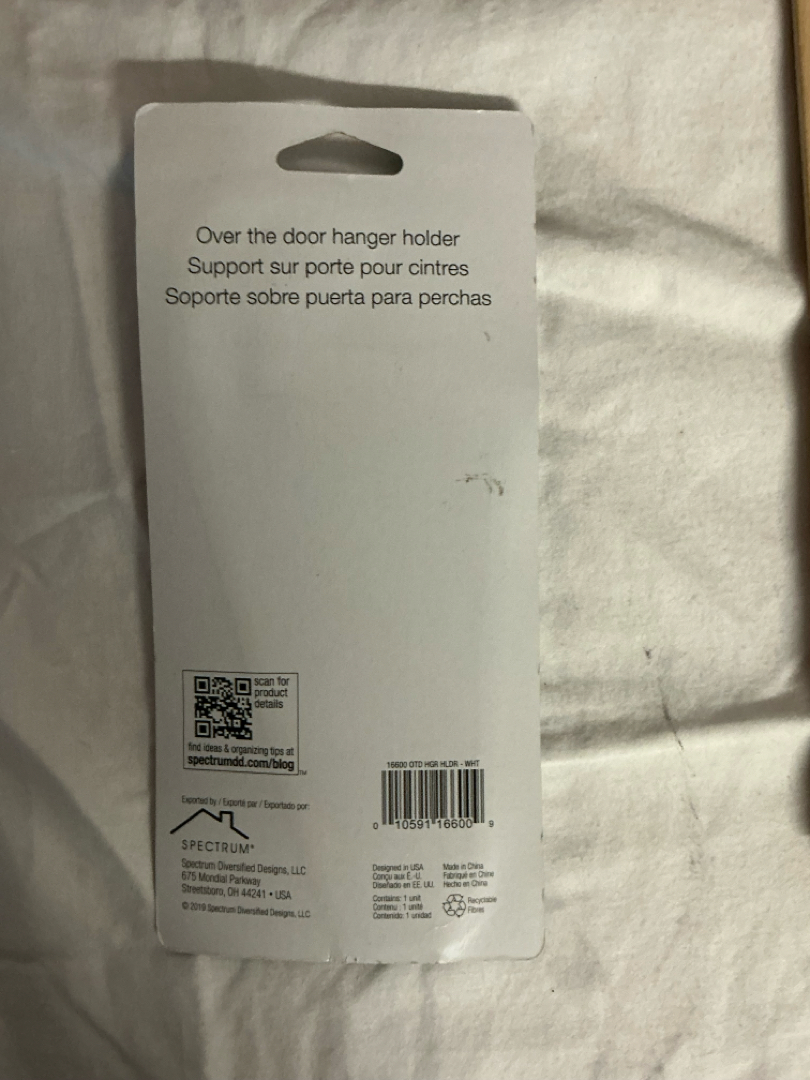 Over the door hanger holder
Support sur porte pour cintres
Soporte sobre puerta para perchas
scan for
product
details
find ideas & organizing tips at
spectrumdd.com/blog
TM
Exported by / Exporté par / Exportado por:
SPECTRUM®
Spectrum Diversified Designs, LLC
675 Mondial Parkway
Streetsboro, OH 44241 • USA
© 2019 Spectrum Diversified Designs, LLC
16600 OTD HGR HLDR - WHT
0 10591 16600 9
Designed in USA
Conçu aux É.-U.
Diseñado en EE. UU.
Made in China
Fabriqué en Chine
Hecho en China
Contains: 1 unit
Contenu : 1 unité
Contenido: 1 unidad
Recyclable
Fibres